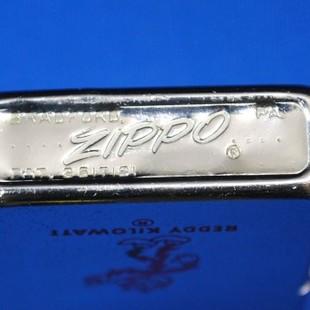 BRADFORD, PA.
.... ZIPPO ® ....
PAT. 2517191
REDDY KILOWATT ®